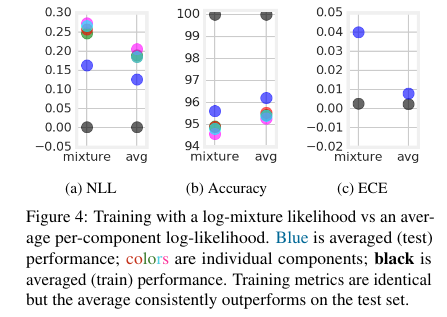 0.30
0.25
0.20
0.15
0.10
0.05
0.00
−0.05
mixture avg
100
99
98
97
96
95
94
mixture avg
0.05
0.04
0.03
0.02
0.01
0.00
−0.01
−0.02
mixture avg
(a) NLL (b) Accuracy (c) ECE
Figure 4: Training with a log-mixture likelihood vs an aver-
age per-component log-likelihood. Blue is averaged (test)
performance; colors are individual components; black is
averaged (train) performance. Training metrics are identical
but the average consistently outperforms on the test set.